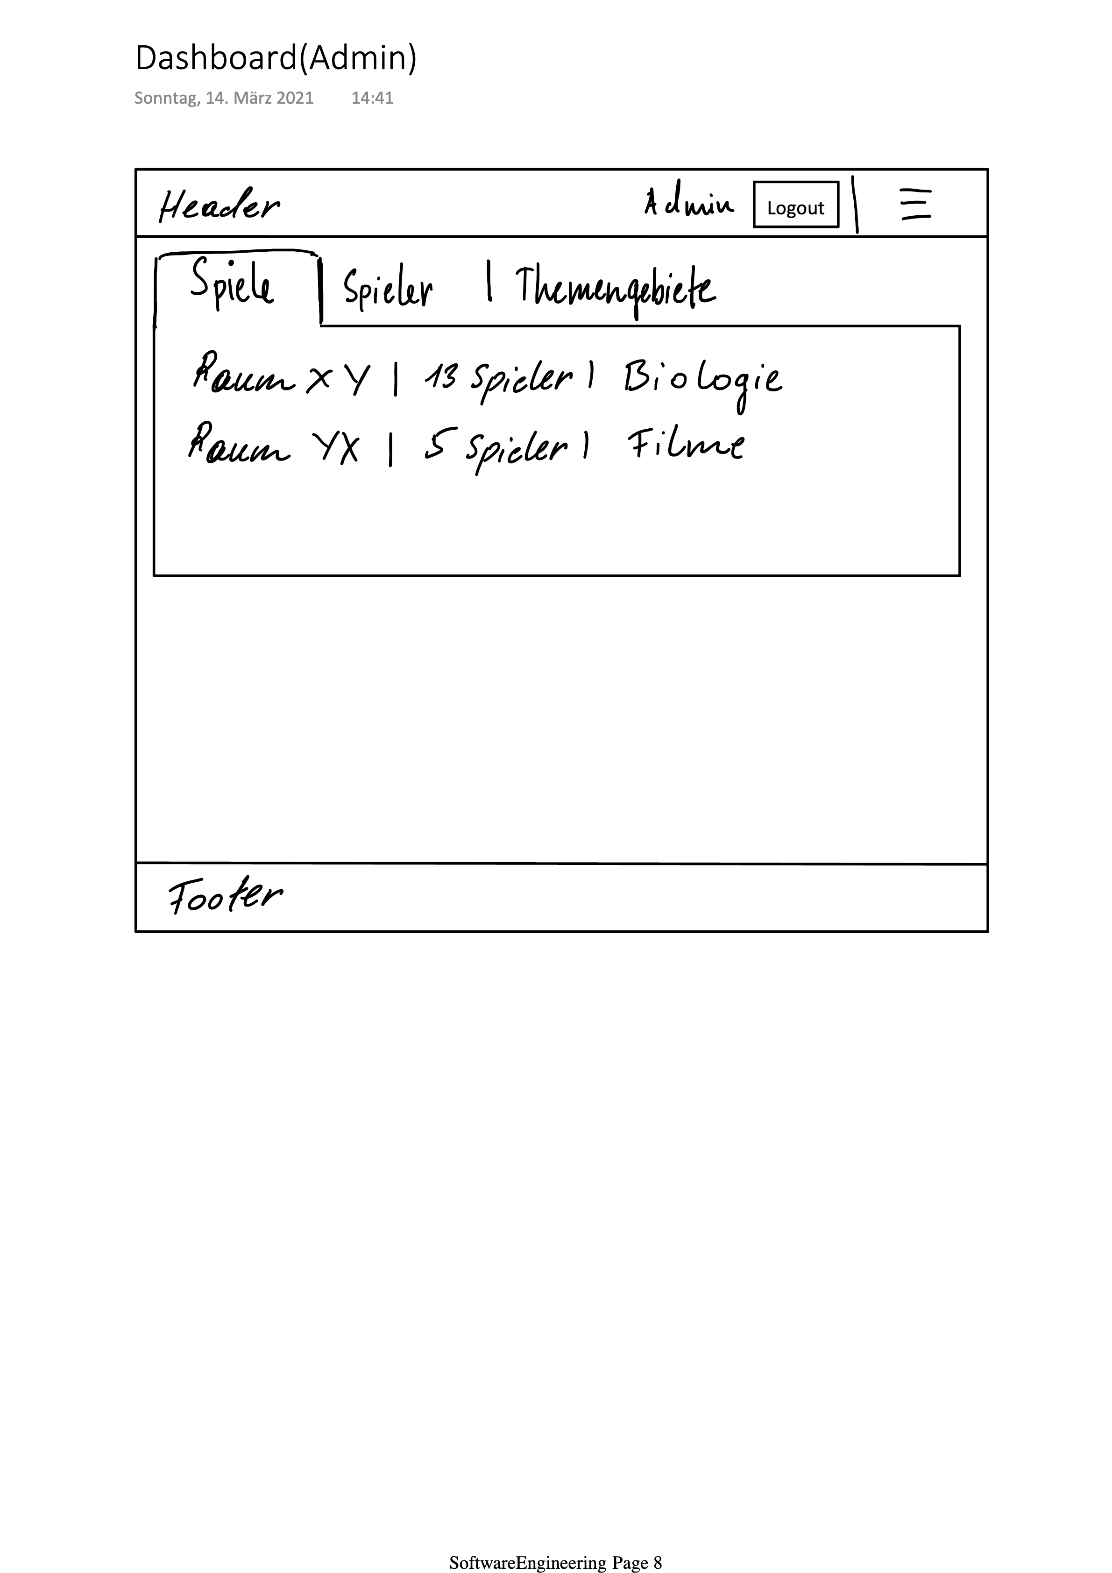 Dashboard(Admin)
Sonntag, 14. März 2021 14:41
Header Admin Logout
Spiele | Spieler | Themengebiete
Raum XY | 13 Spieler | Biologie
Raum YX | 5 Spieler | Filme
Footer
SoftwareEngineering Page 8